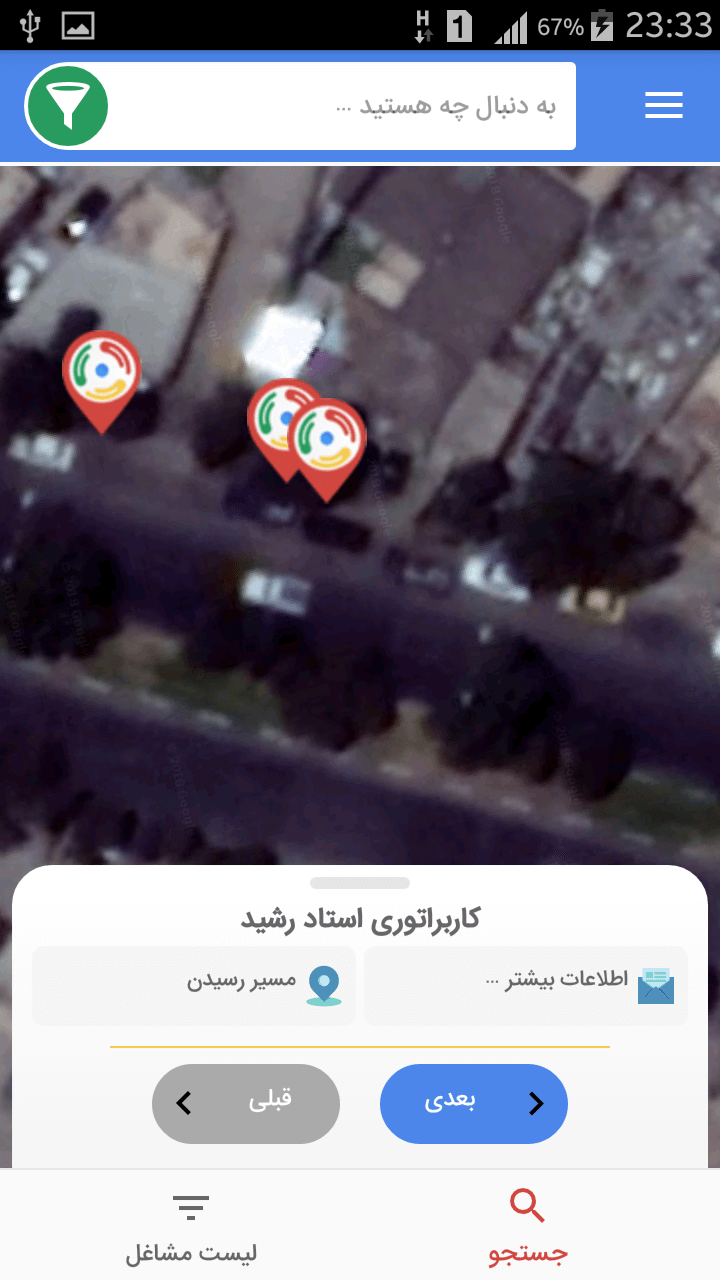 H
1
67%
23:33
به دنبال چه هستید ...
کاربراتوری استاد رشید
اطلاعات بیشتر ...
مسیر رسیدن
بعدی
قبلی
جستجو
لیست مشاغل